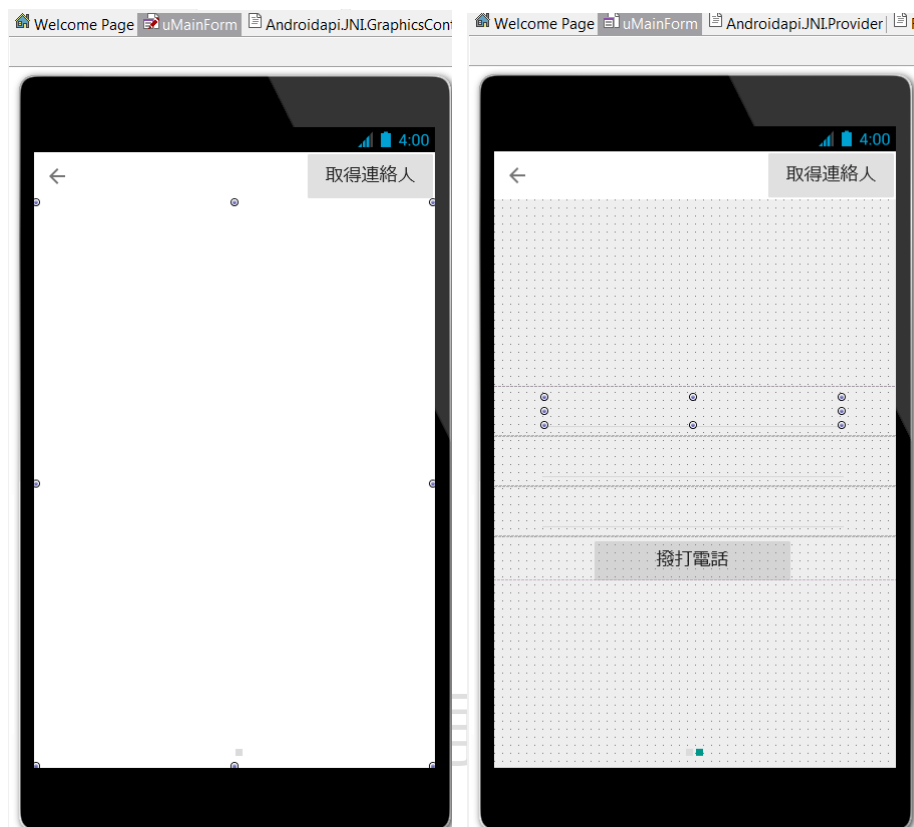 Welcome Page uMainForm Androidapi.JNI.GraphicsCont
4:00
取得連絡人
Welcome Page uMainForm Androidapi.JNI.Provider
4:00
取得連絡人
撥打電話